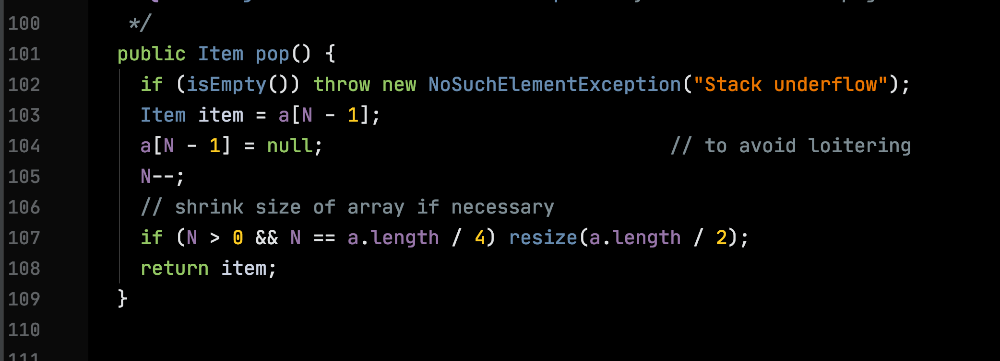 100 */
101 public Item pop() {
102 if (isEmpty()) throw new NoSuchElementException("Stack underflow");
103 Item item = a[N - 1];
104 a[N - 1] = null; // to avoid loitering
105 N--;
106 // shrink size of array if necessary
107 if (N > 0 && N == a.length / 4) resize(a.length / 2);
108 return item;
109 }
110
111